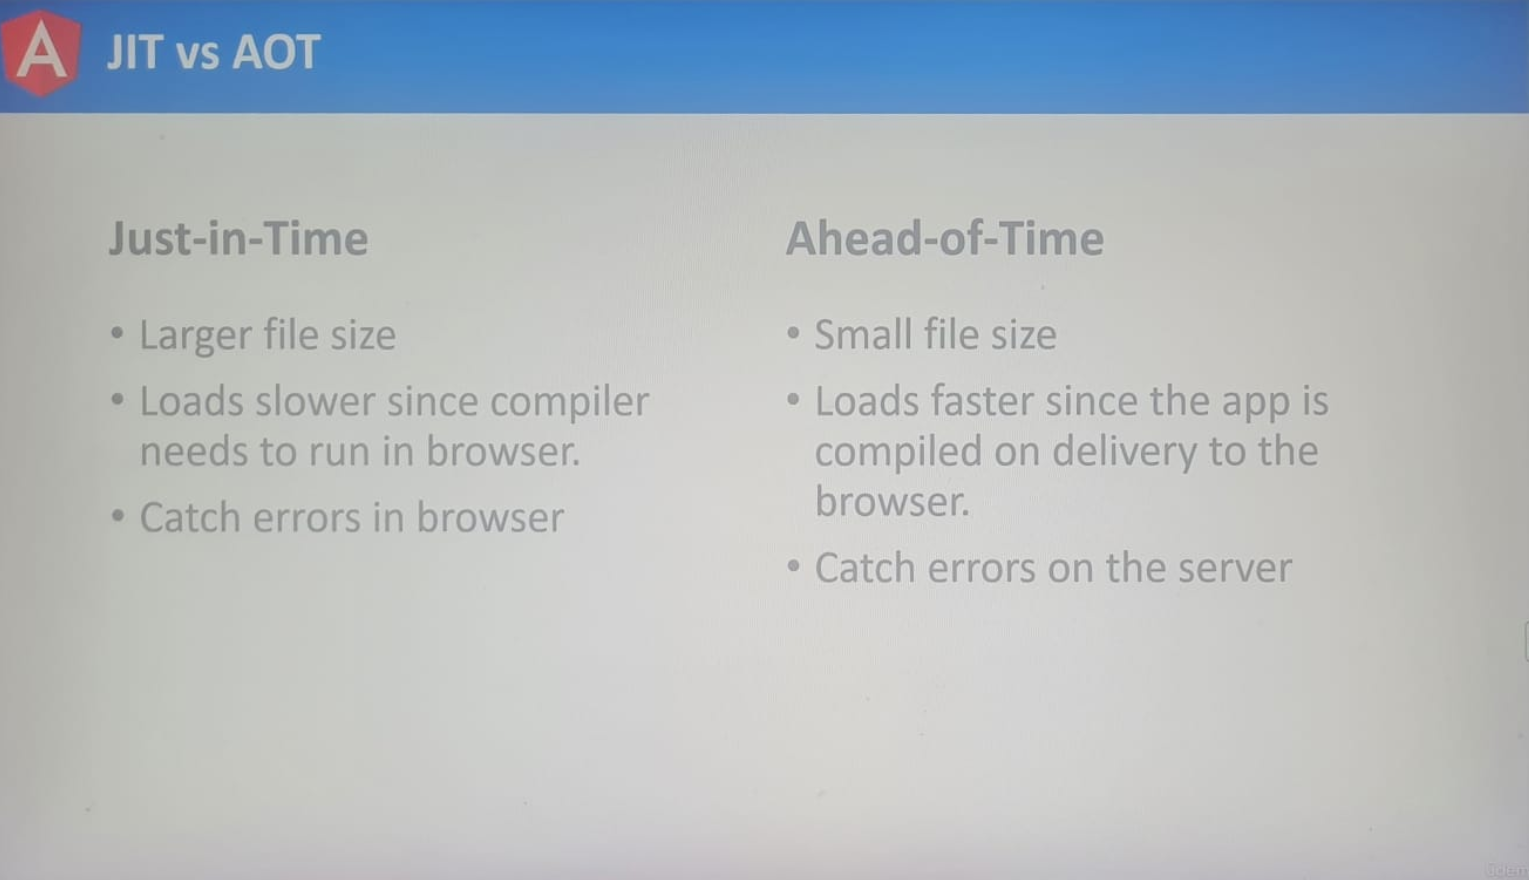 JIT vs AOT
Just-in-Time
• Larger file size
• Loads slower since compiler
needs to run in browser.
• Catch errors in browser
Ahead-of-Time
• Small file size
• Loads faster since the app is
compiled on delivery to the
browser.
• Catch errors on the server